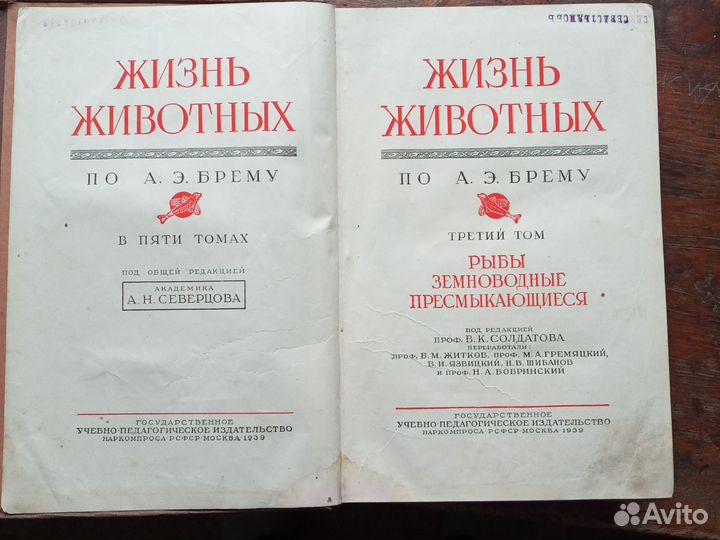 ЖИЗНЬ
ЖИВОТНЫХ
ПО А. Э. БРЕМУ
В ПЯТИ ТОМАХ
ПОД ОБЩЕЙ РЕДАКЦИЕЙ
АКАДЕМИКА
А. Н. СЕВЕРЦОВА
ГОСУДАРСТВЕННОЕ
УЧЕБНО-ПЕДАГОГИЧЕСКОЕ ИЗДАТЕЛЬСТВО
НАРКОМПРОСА·РСФСР·МОСКВА·1939
ЖИЗНЬ
ЖИВОТНЫХ
ПО А. Э. БРЕМУ
ТРЕТИЙ ТОМ
РЫБЫ
ЗЕМНОВОДНЫЕ
ПРЕСМЫКАЮЩИЕСЯ
ПОД РЕДАКЦИЕЙ
ПРОФ. В. К. СОЛДАТОВА
ПЕРЕРАБОТАЛИ:
ПРОФ. Б. М. ЖИТКОВ, ПРОФ. М. А. ГРЕМЯЦКИЙ,
В. И. ЯЗВИЦКИЙ, Н. В. ШИБАНОВ
И ПРОФ. Н. А. БОБРИНСКИЙ
ГОСУДАРСТВЕННОЕ
УЧЕБНО-ПЕДАГОГИЧЕСКОЕ ИЗДАТЕЛЬСТВО
НАРКОМПРОСА·РСФСР·МОСКВА·1939
СЕВАСТЬЯНОВЪ
Avito